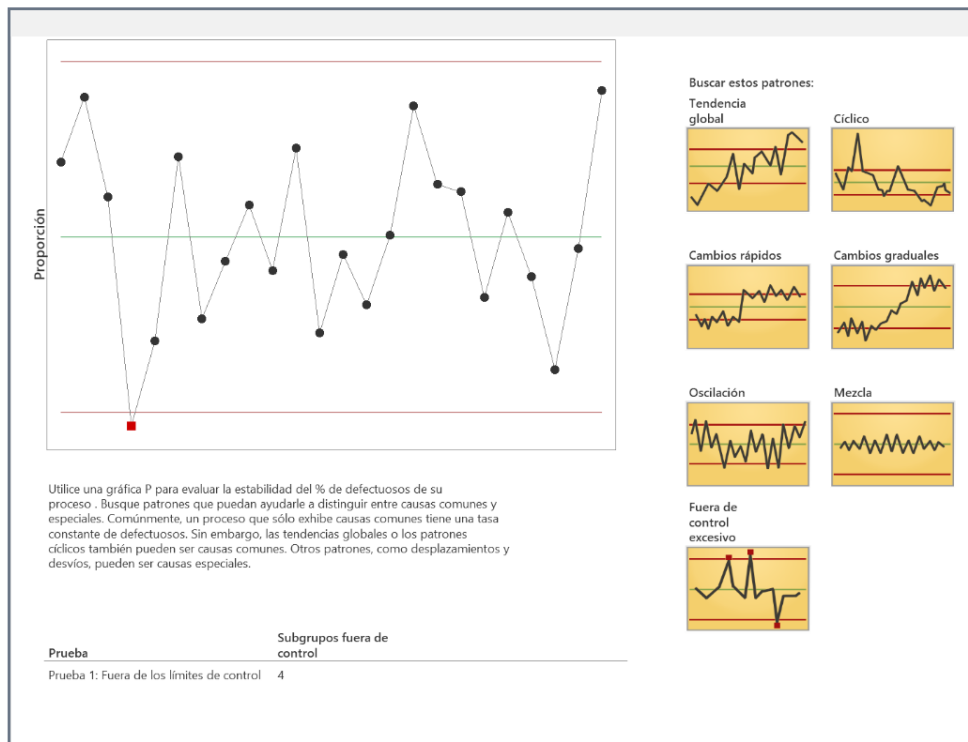 Proporción
Utilice una gráfica P para evaluar la estabilidad del % de defectuosos de su
proceso . Busque patrones que puedan ayudarle a distinguir entre causas comunes y
especiales. Comúnmente, un proceso que sólo exhibe causas comunes tiene una tasa
constante de defectuosos. Sin embargo, las tendencias globales o los patrones
cíclicos también pueden ser causas comunes. Otros patrones, como desplazamientos y
desvíos, pueden ser causas especiales.
Prueba
Subgrupos fuera de
control
Prueba 1: Fuera de los límites de control
4
Buscar estos patrones:
Tendencia
global
Cíclico
Cambios rápidos
Cambios graduales
Oscilación
Mezcla
Fuera de
control
excesivo